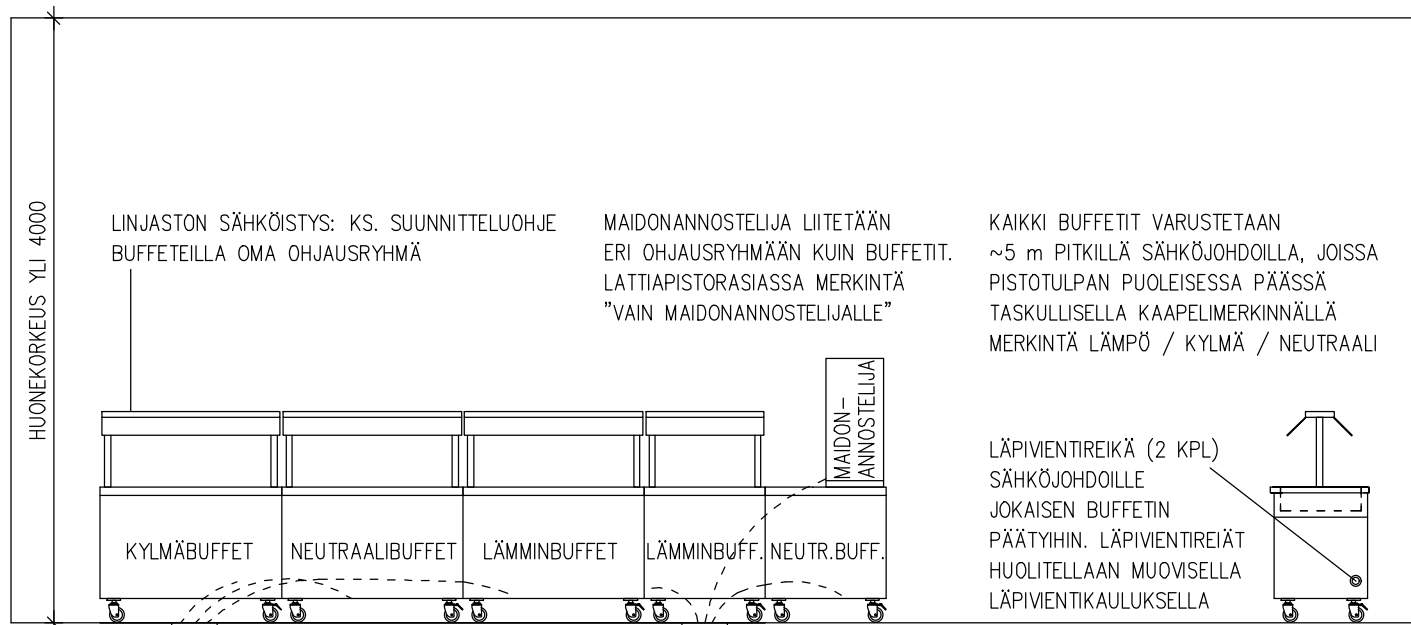 HUONEKORKEUS YLI 4000
LINJASTON SÄHKÖISTYS: KS. SUUNNITTELUOHJE
BUFFETEILLA OMA OHJAUSRYHMÄ
MAIDONANNOSTELIJA LIITETÄÄN
ERI OHJAUSRYHMÄÄN KUIN BUFFETIT.
LATTIAPISTORASIASSA MERKINTÄ
”VAIN MAIDONANNOSTELIJALLE”
KAIKKI BUFFETIT VARUSTETAAN
~5 m PITKILLÄ SÄHKÖJOHDOILLA, JOISSA
PISTOTULPAN PUOLEISESSA PÄÄSSÄ
TASKULLISELLA KAAPELIMERKINNÄLLÄ
MERKINTÄ LÄMPÖ / KYLMÄ / NEUTRAALI
MAIDON-
ANNOSTELIJA
LÄPIVIENTIREIKÄ (2 KPL)
SÄHKÖJOHDOILLE
JOKAISEN BUFFETIN
PÄÄTYIHIN. LÄPIVIENTIREIÄT
HUOLITELLAAN MUOVISELLA
LÄPIVIENTIKAULUKSELLA
KYLMÄBUFFET
NEUTRAALIBUFFET
LÄMMINBUFFET
LÄMMINBUFF.
NEUTR.BUFF.